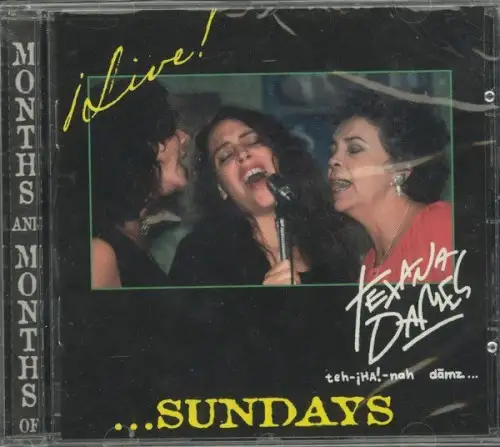 MONTHS AND MONTHS OF
¡Live!
TEXANA
DAMES
teh-¡HA!-nah dāmz...
...SUNDAYS